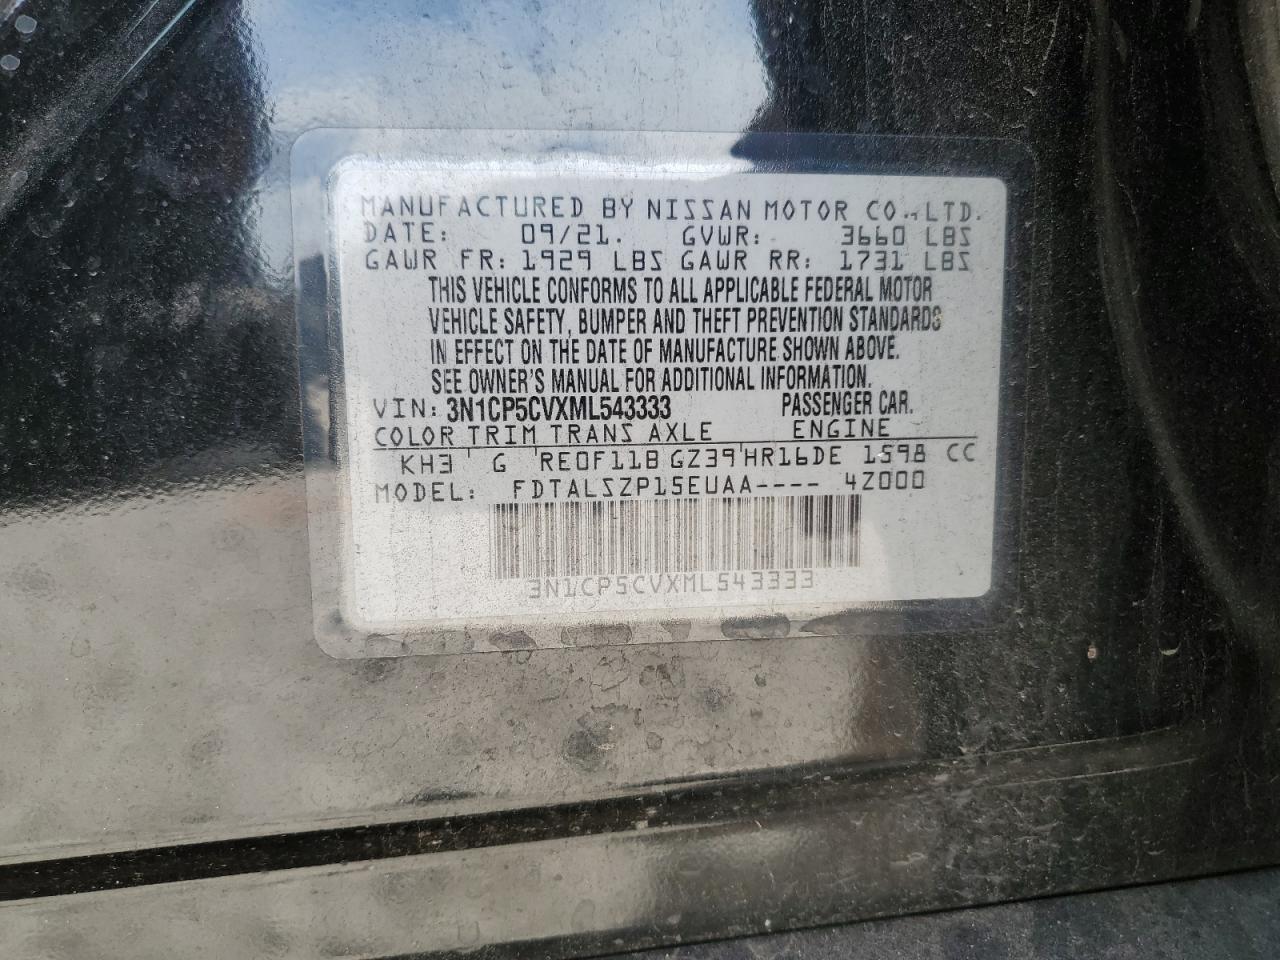 MANUFACTURED BY NISSAN MOTOR CO., LTD.
DATE: 09/21. GVWR: 3660 LBS
GAWR FR: 1929 LBS GAWR RR: 1731 LBS
THIS VEHICLE CONFORMS TO ALL APPLICABLE FEDERAL MOTOR
VEHICLE SAFETY, BUMPER AND THEFT PREVENTION STANDARDS
IN EFFECT ON THE DATE OF MANUFACTURE SHOWN ABOVE.
SEE OWNER'S MANUAL FOR ADDITIONAL INFORMATION.
VIN: 3N1CP5CVXML543333 PASSENGER CAR.
COLOR TRIM TRANS AXLE ENGINE
KH3 G RE0F11B GZ39 HR16DE 1598 CC
MODEL: FDTALSZP15EUAA---- 4Z000
3N1CP5CVXML543333